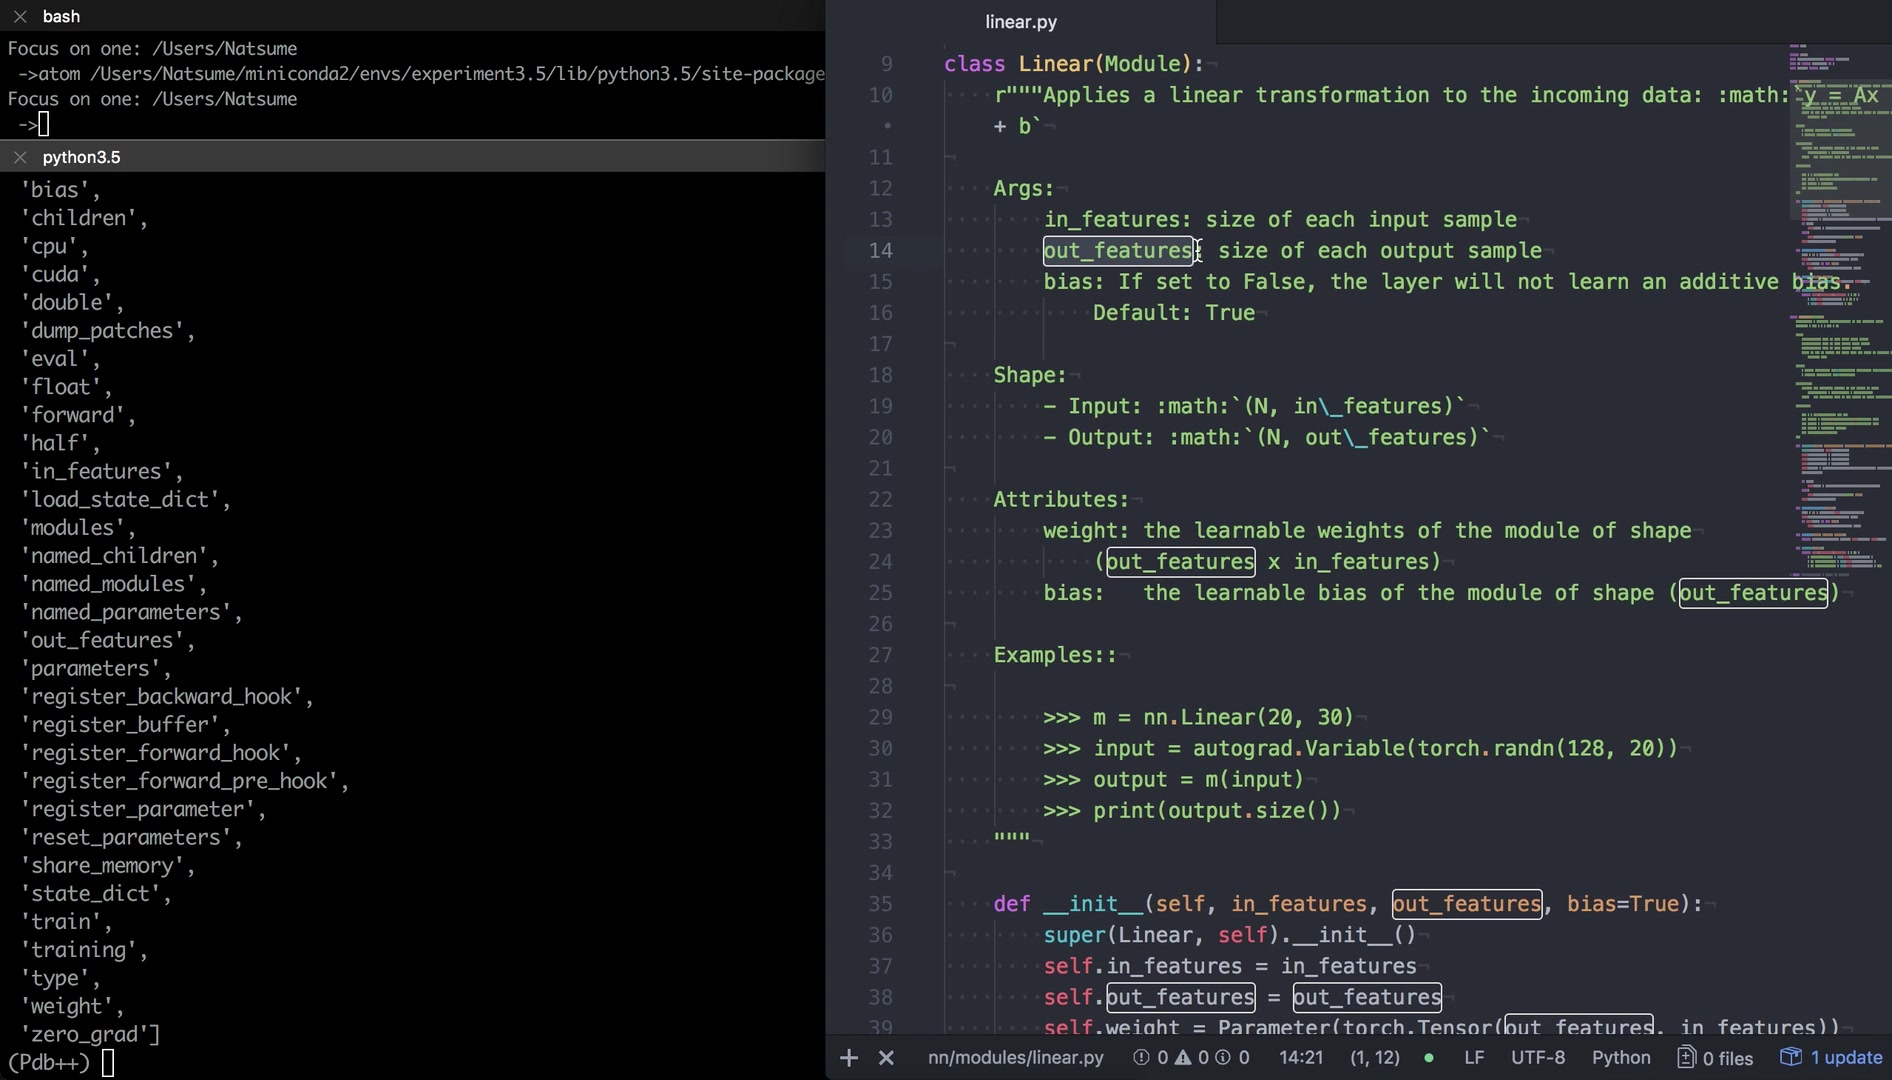 bash
Focus on one: /Users/Natsume
->atom /Users/Natsume/miniconda2/envs/experiment3.5/lib/python3.5/site-package
Focus on one: /Users/Natsume
->
python3.5
'bias',
'children',
'cpu',
'cuda',
'double',
'dump_patches',
'eval',
'float',
'forward',
'half',
'in_features',
'load_state_dict',
'modules',
'named_children',
'named_modules',
'named_parameters',
'out_features',
'parameters',
'register_backward_hook',
'register_buffer',
'register_forward_hook',
'register_forward_pre_hook',
'register_parameter',
'reset_parameters',
'share_memory',
'state_dict',
'train',
'training',
'type',
'weight',
'zero_grad']
(Pdb++)
linear.py
9 class Linear(Module):
10 r"""Applies a linear transformation to the incoming data: :math:`y = Ax
• + b`
11
12 Args:
13 in_features: size of each input sample
14 out_features: size of each output sample
15 bias: If set to False, the layer will not learn an additive bias.
16 Default: True
17
18 Shape:
19 - Input: :math:`(N, in\_features)`
20 - Output: :math:`(N, out\_features)`
21
22 Attributes:
23 weight: the learnable weights of the module of shape
24 (out_features x in_features)
25 bias:   the learnable bias of the module of shape (out_features)
26
27 Examples::
28
29 >>> m = nn.Linear(20, 30)
30 >>> input = autograd.Variable(torch.randn(128, 20))
31 >>> output = m(input)
32 >>> print(output.size())
33 """
34
35 def __init__(self, in_features, out_features, bias=True):
36 super(Linear, self).__init__()
37 self.in_features = in_features
38 self.out_features = out_features
39 self.weight = Parameter(torch.Tensor(out_features, in_features))
nn/modules/linear.py 0 0 0 14:21 (1, 12) LF UTF-8 Python 0 files 1 update